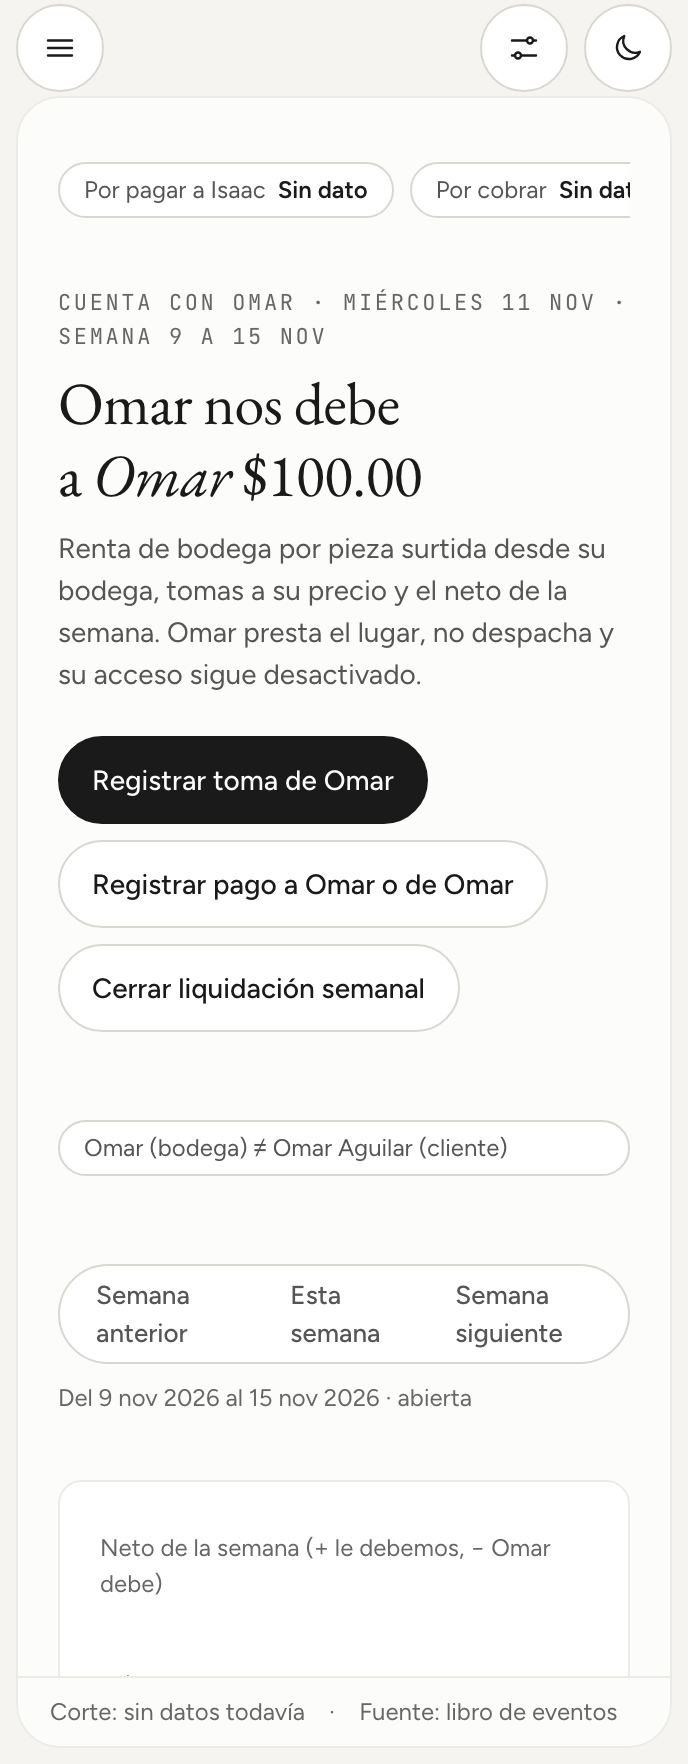 Por pagar a Isaac Sin dato Por cobrar Sin dat
CUENTA CON OMAR · MIÉRCOLES 11 NOV ·
SEMANA 9 A 15 NOV
Omar nos debe
a Omar $100.00
Renta de bodega por pieza surtida desde su
bodega, tomas a su precio y el neto de la
semana. Omar presta el lugar, no despacha y
su acceso sigue desactivado.
Registrar toma de Omar
Registrar pago a Omar o de Omar
Cerrar liquidación semanal
Omar (bodega) ≠ Omar Aguilar (cliente)
Semana anterior
Esta semana
Semana siguiente
Del 9 nov 2026 al 15 nov 2026 · abierta
Neto de la semana (+ le debemos, − Omar
debe)
Corte: sin datos todavía · Fuente: libro de eventos